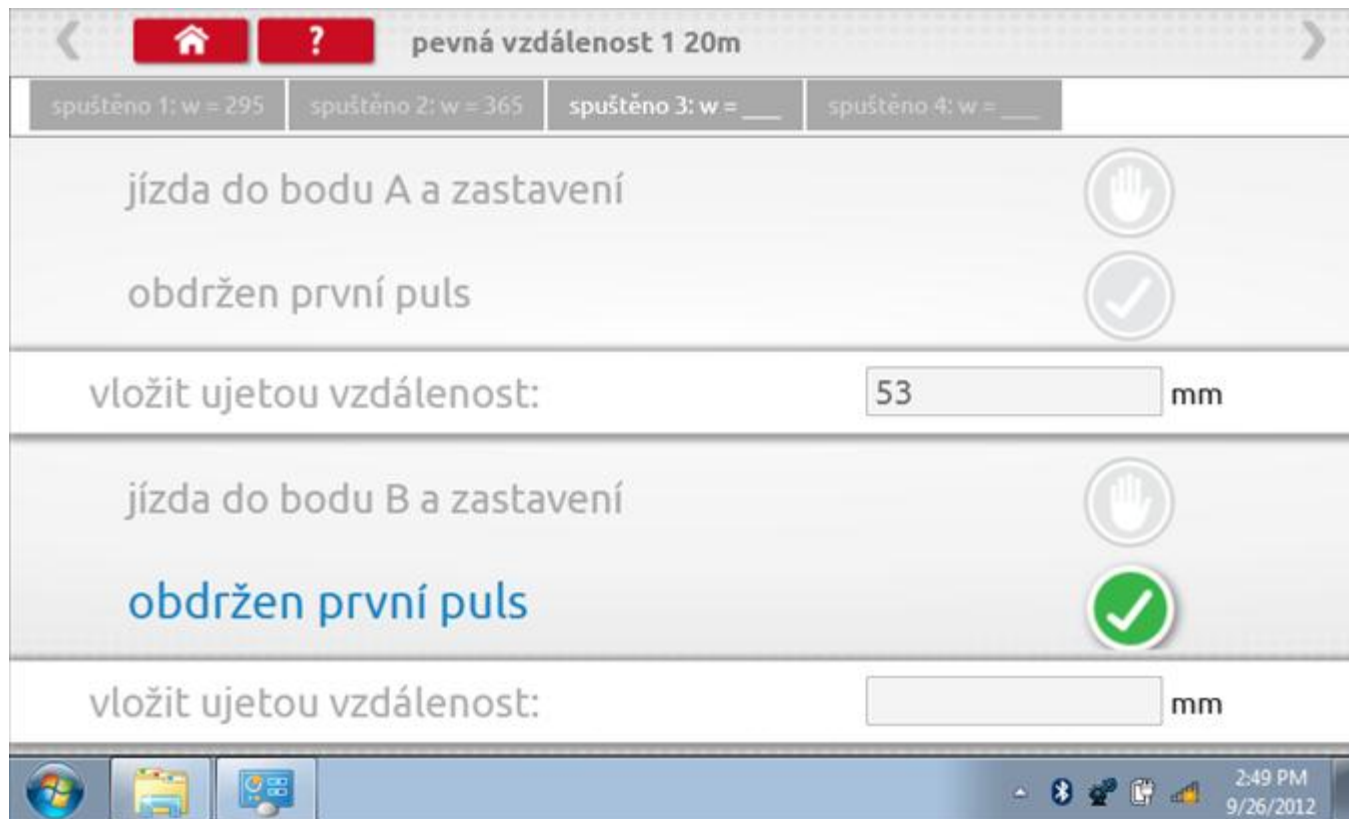 ? pevná vzdálenost 1 20m
spuštěno 1: w = 295 spuštěno 2: w = 365 spuštěno 3: w = ___ spuštěno 4: w = ___
jízda do bodu A a zastavení
obdržen první puls
vložit ujetou vzdálenost: 53 mm
jízda do bodu B a zastavení
obdržen první puls
vložit ujetou vzdálenost: mm
2:49 PM
9/26/2012